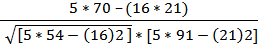 5 * 70 – (16 * 21)
√[5 * 54 – (16)2 ] * [5 * 91 – (21)2]